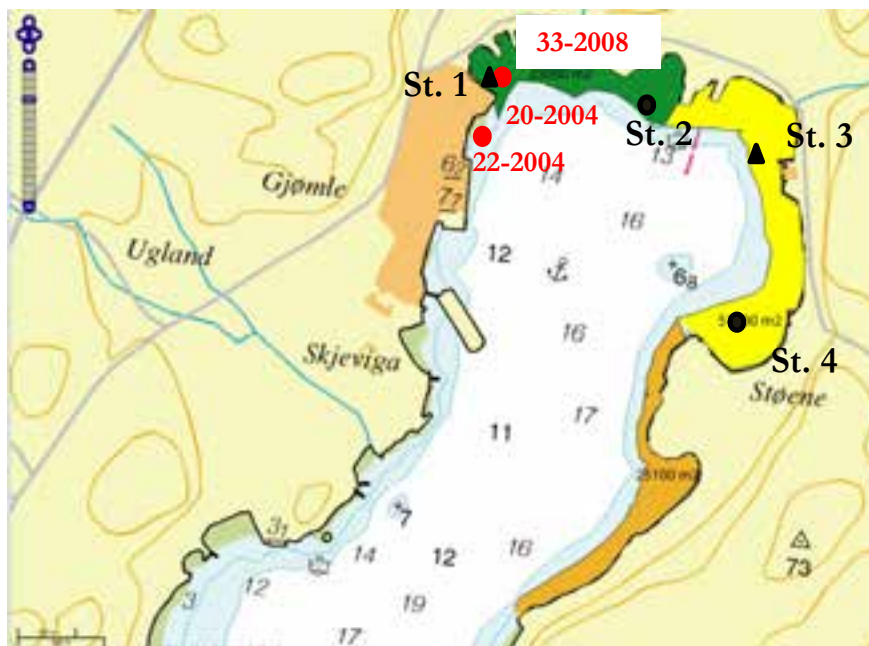 33-2008
St. 1
20-2004
St. 2
St. 3
22-2004
13
6₂
14
Gjømle
7₇
16
12
Ugland
6₈
16
St. 4
Skjeviga
Støene
17
11
7
3₁
14
12
16
73
12
3
19
17